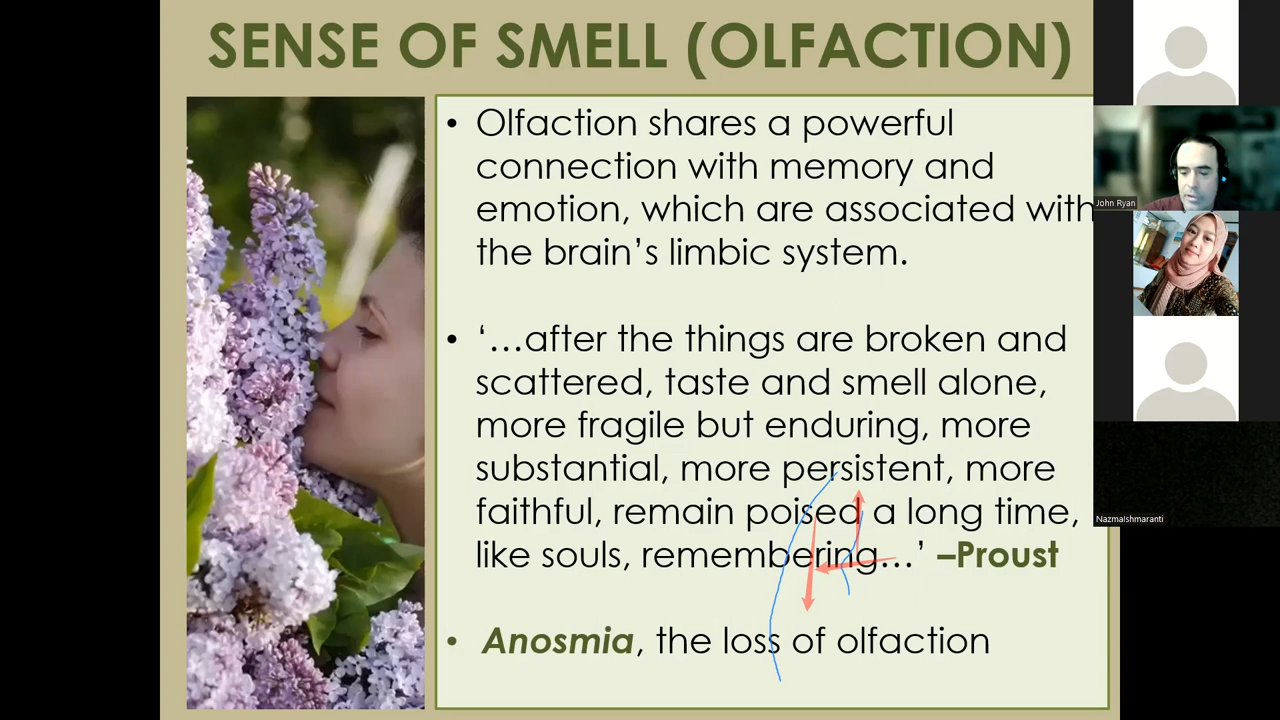 SENSE OF SMELL (OLFACTION)
• Olfaction shares a powerful
connection with memory and
emotion, which are associated with
the brain’s limbic system.
• ‘…after the things are broken and
scattered, taste and smell alone,
more fragile but enduring, more
substantial, more persistent, more
faithful, remain poised a long time,
like souls, remembering…’ –Proust
• Anosmia, the loss of olfaction
John Ryan
Nazmaishmaranti